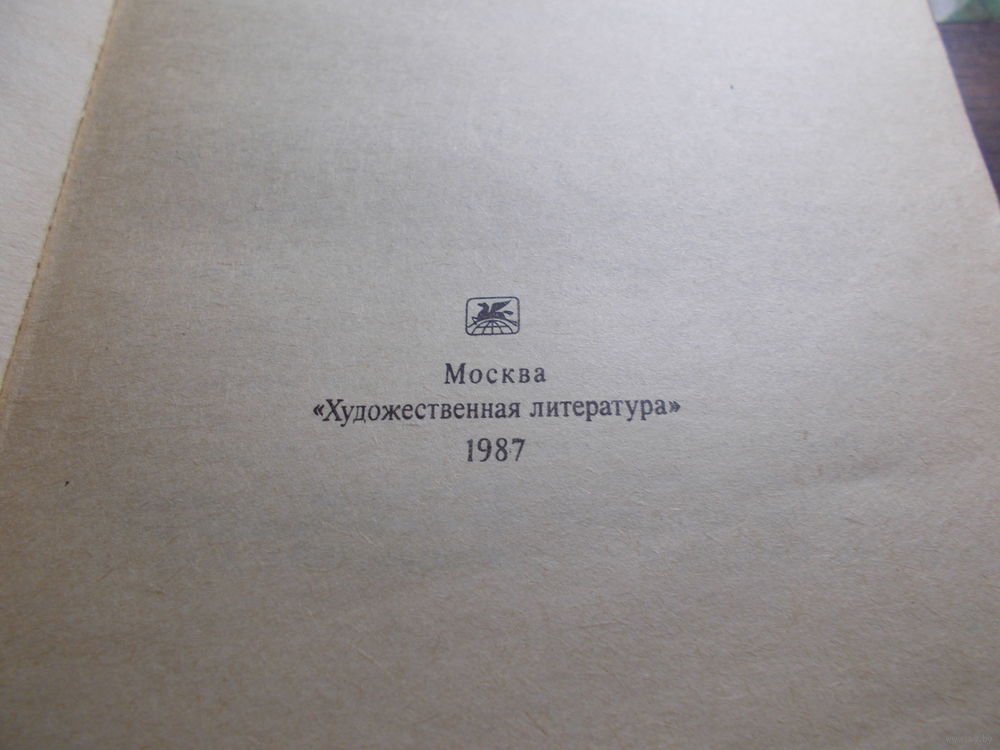 Москва
«Художественная литература»
1987